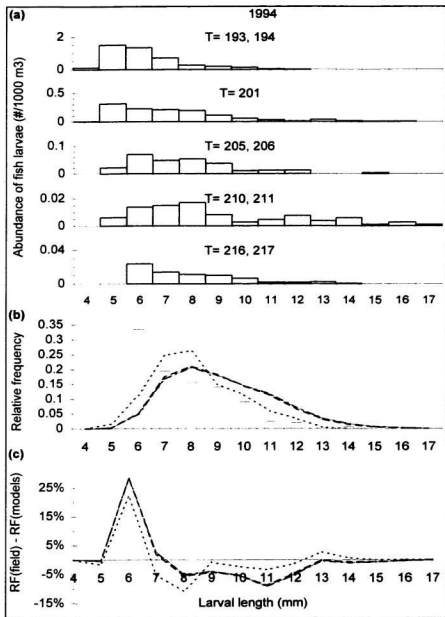 1994
(a)
T= 193, 194
2
0
T= 201
0.5
0
T= 205, 206
0.1
0
T= 210, 211
0.02
0
T= 216, 217
0.04
0
Abundance of fish larvae (#/1000 m3)
4 5 6 7 8 9 10 11 12 13 14 15 16 17
(b)
0.35
0.3
0.25
0.2
0.15
0.1
0.05
0
Relative frequency
4 5 6 7 8 9 10 11 12 13 14 15 16 17
(c)
25%
15%
5%
-5%
-15%
RF(field) - RF(models)
4 5 6 7 8 9 10 11 12 13 14 15 16 17
Larval length (mm)